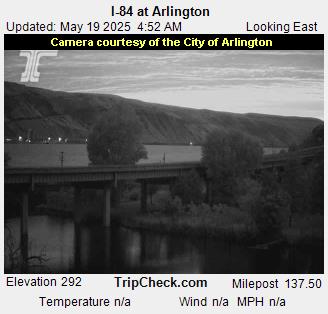 I-84 at Arlington
Updated: May 19 2025 4:52 AM Looking East
Camera courtesy of the City of Arlington
Elevation 292 TripCheck.com Milepost 137.50
Temperature n/a Wind n/a MPH n/a